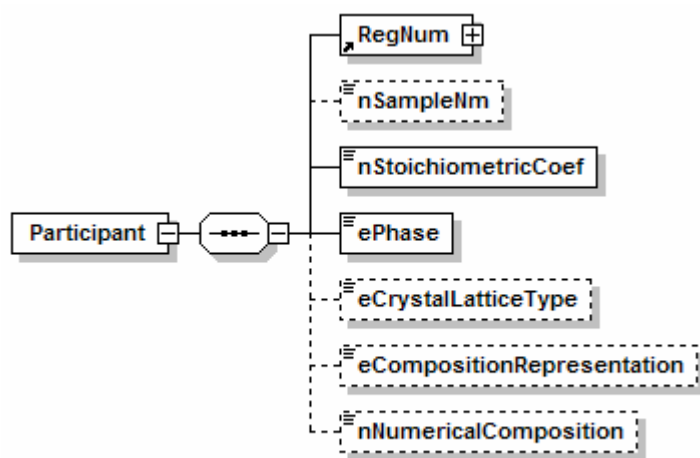 RegNum
nSampleNm
nStoichiometricCoef
Participant
ePhase
eCrystalLatticeType
eCompositionRepresentation
nNumericalComposition